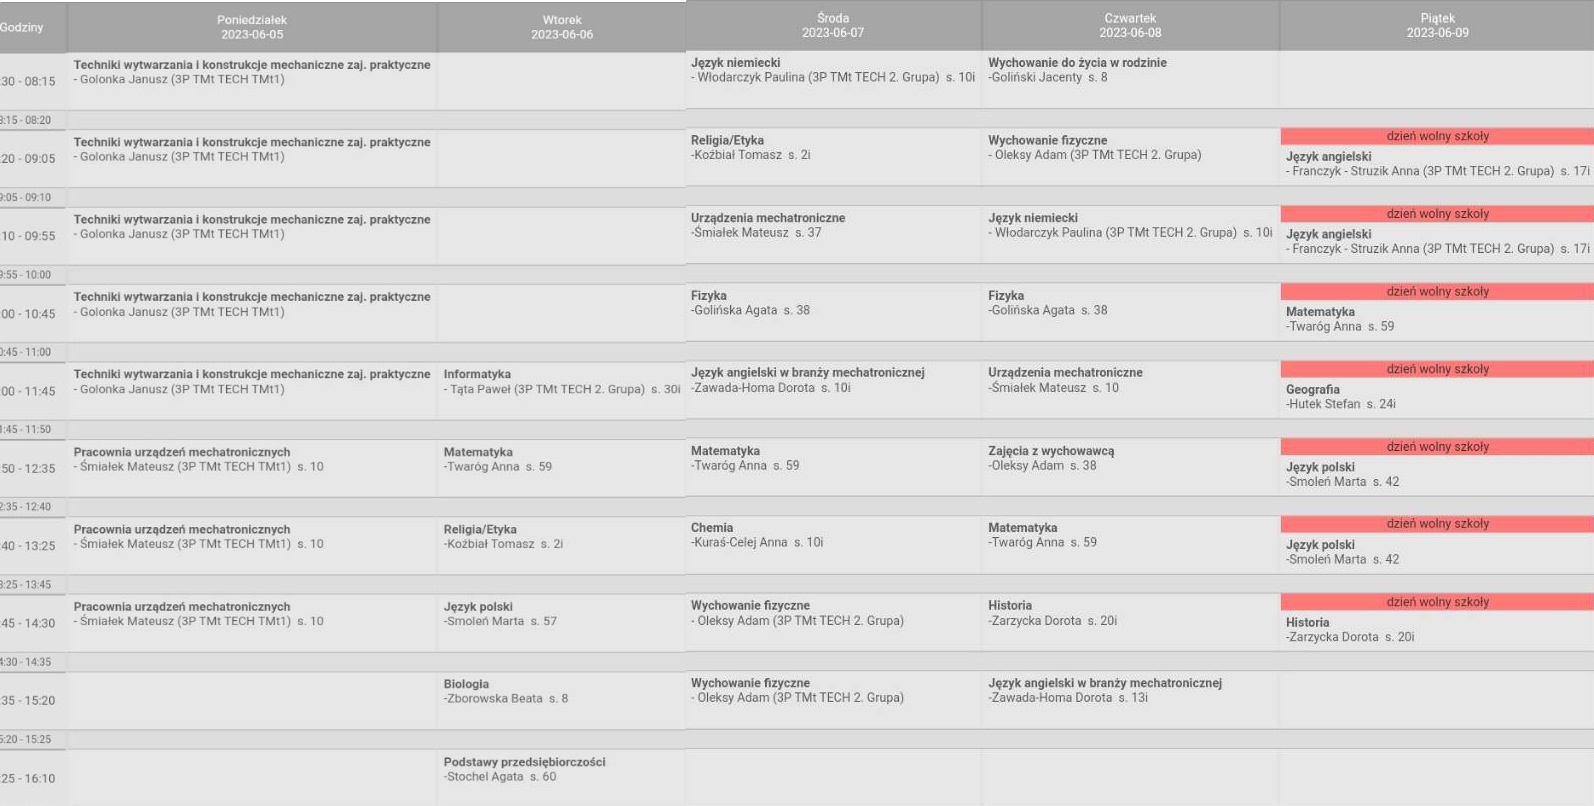 Godziny
Poniedziałek
2023-06-05
Wtorek
2023-06-06
Środa
2023-06-07
Czwartek
2023-06-08
Piątek
2023-06-09
:30 - 08:15
Techniki wytwarzania i konstrukcje mechaniczne zaj. praktyczne
- Golonka Janusz (3P TMt TECH TMt1)
Język niemiecki
- Włodarczyk Paulina (3P TMt TECH 2. Grupa) s. 10i
Wychowanie do życia w rodzinie
-Goliński Jacenty s. 8
8:15 - 08:20
:20 - 09:05
Techniki wytwarzania i konstrukcje mechaniczne zaj. praktyczne
- Golonka Janusz (3P TMt TECH TMt1)
Religia/Etyka
-Koźbiał Tomasz s. 2i
Wychowanie fizyczne
- Oleksy Adam (3P TMt TECH 2. Grupa)
dzień wolny szkoły
Język angielski
- Franczyk - Struzik Anna (3P TMt TECH 2. Grupa) s. 17i
9:05 - 09:10
:10 - 09:55
Techniki wytwarzania i konstrukcje mechaniczne zaj. praktyczne
- Golonka Janusz (3P TMt TECH TMt1)
Urządzenia mechatroniczne
-Śmiałek Mateusz s. 37
Język niemiecki
- Włodarczyk Paulina (3P TMt TECH 2. Grupa) s. 10i
dzień wolny szkoły
Język angielski
- Franczyk - Struzik Anna (3P TMt TECH 2. Grupa) s. 17i
9:55 - 10:00
:00 - 10:45
Techniki wytwarzania i konstrukcje mechaniczne zaj. praktyczne
- Golonka Janusz (3P TMt TECH TMt1)
Fizyka
-Golińska Agata s. 38
Fizyka
-Golińska Agata s. 38
dzień wolny szkoły
Matematyka
-Twaróg Anna s. 59
0:45 - 11:00
:00 - 11:45
Techniki wytwarzania i konstrukcje mechaniczne zaj. praktyczne
- Golonka Janusz (3P TMt TECH TMt1)
Informatyka
- Tąta Paweł (3P TMt TECH 2. Grupa) s. 30i
Język angielski w branży mechatronicznej
-Zawada-Homa Dorota s. 10i
Urządzenia mechatroniczne
-Śmiałek Mateusz s. 10
dzień wolny szkoły
Geografia
-Hutek Stefan s. 24i
1:45 - 11:50
:50 - 12:35
Pracownia urządzeń mechatronicznych
- Śmiałek Mateusz (3P TMt TECH TMt1) s. 10
Matematyka
-Twaróg Anna s. 59
Matematyka
-Twaróg Anna s. 59
Zajęcia z wychowawcą
-Oleksy Adam s. 38
dzień wolny szkoły
Język polski
-Smoleń Marta s. 42
2:35 - 12:40
:40 - 13:25
Pracownia urządzeń mechatronicznych
- Śmiałek Mateusz (3P TMt TECH TMt1) s. 10
Religia/Etyka
-Koźbiał Tomasz s. 2i
Chemia
-Kuraś-Celej Anna s. 10i
Matematyka
-Twaróg Anna s. 59
dzień wolny szkoły
Język polski
-Smoleń Marta s. 42
3:25 - 13:45
:45 - 14:30
Pracownia urządzeń mechatronicznych
- Śmiałek Mateusz (3P TMt TECH TMt1) s. 10
Język polski
-Smoleń Marta s. 57
Wychowanie fizyczne
- Oleksy Adam (3P TMt TECH 2. Grupa)
Historia
-Zarzycka Dorota s. 20i
dzień wolny szkoły
Historia
-Zarzycka Dorota s. 20i
4:30 - 14:35
:35 - 15:20
Biologia
-Zborowska Beata s. 8
Wychowanie fizyczne
- Oleksy Adam (3P TMt TECH 2. Grupa)
Język angielski w branży mechatronicznej
-Zawada-Homa Dorota s. 13i
5:20 - 15:25
:25 - 16:10
Podstawy przedsiębiorczości
-Stochel Agata s. 60